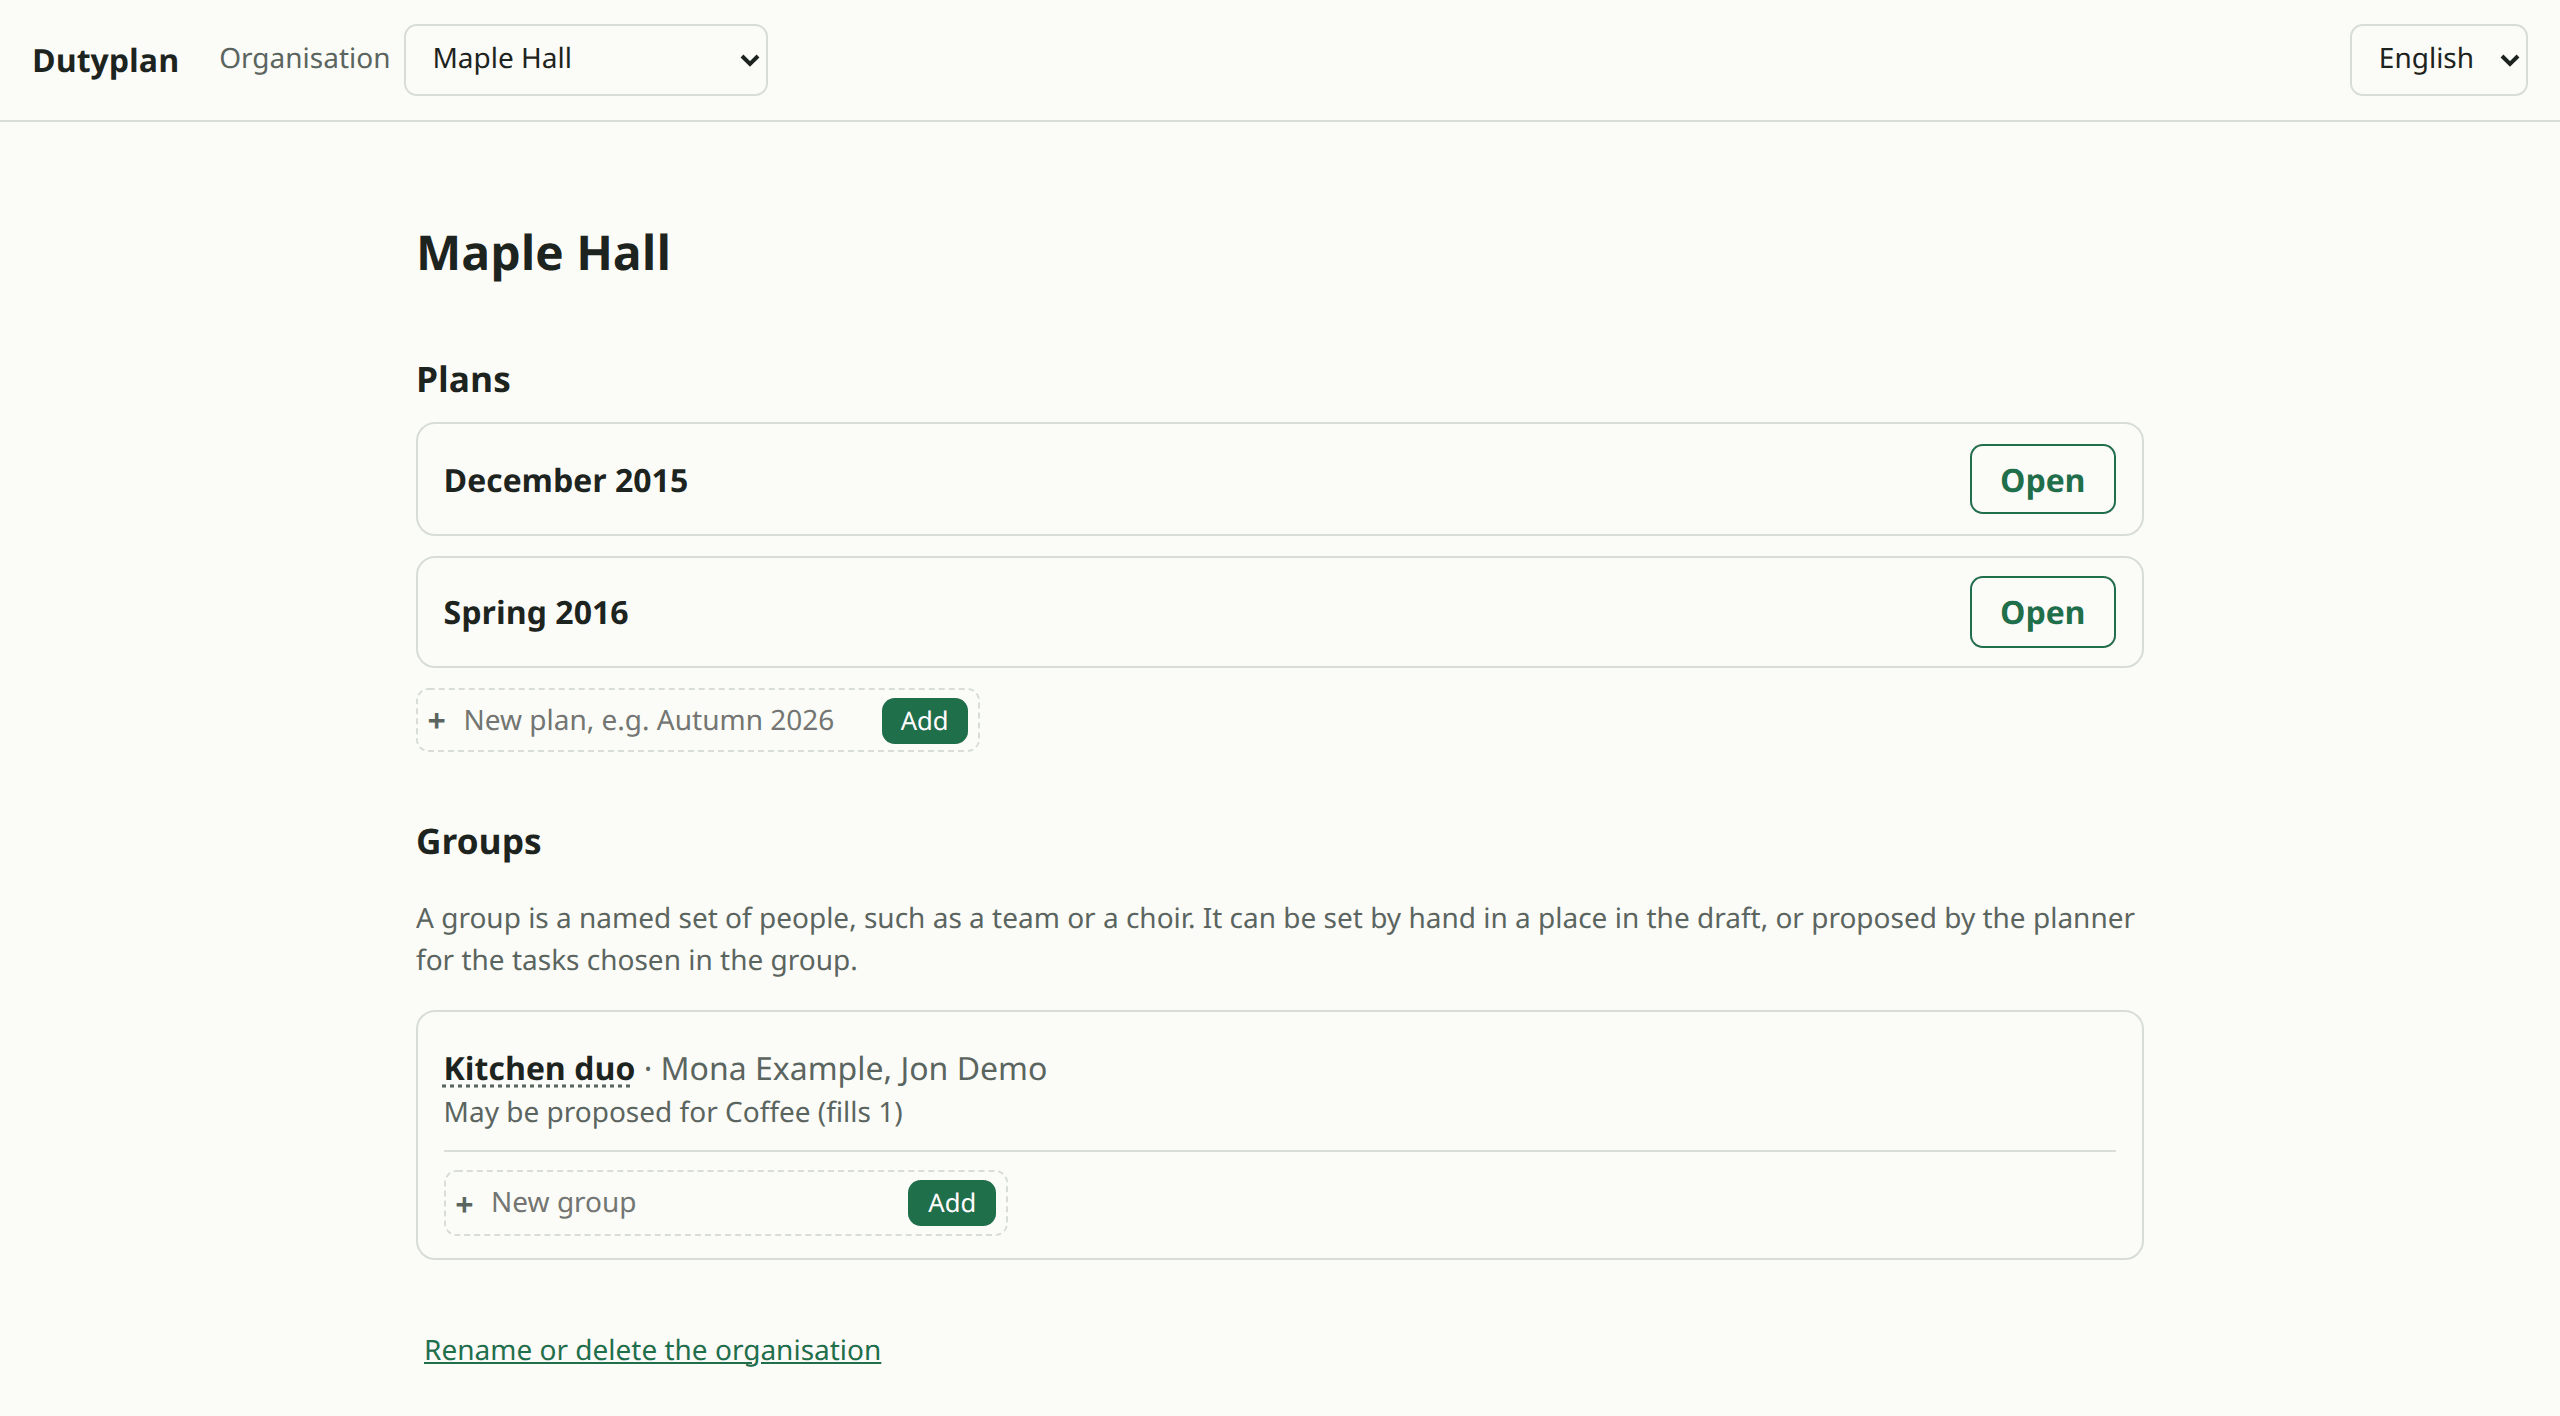 Dutyplan Organisation Maple Hall English
Maple Hall
Plans
December 2015 Open
Spring 2016 Open
+ New plan, e.g. Autumn 2026 Add
Groups
A group is a named set of people, such as a team or a choir. It can be set by hand in a place in the draft, or proposed by the planner
for the tasks chosen in the group.
Kitchen duo · Mona Example, Jon Demo
May be proposed for Coffee (fills 1)
+ New group Add
Rename or delete the organisation